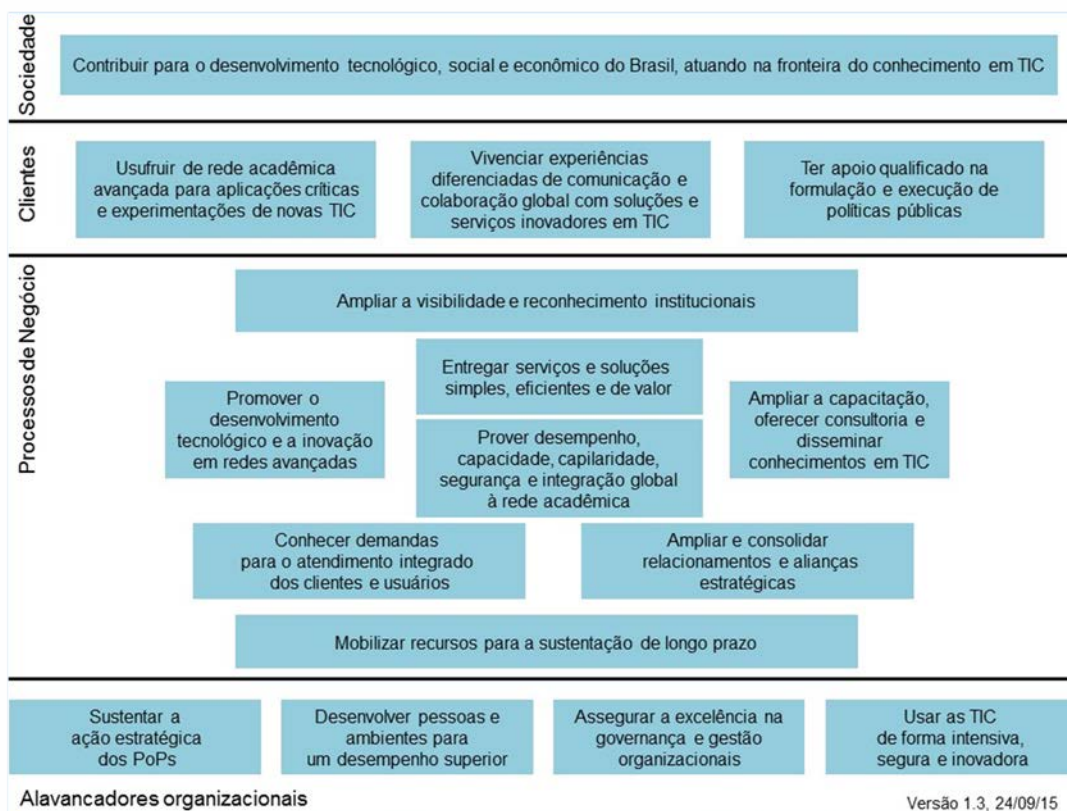 Sociedade
Contribuir para o desenvolvimento tecnológico, social e econômico do Brasil, atuando na fronteira do conhecimento em TIC
Clientes
Usufruir de rede acadêmica
avançada para aplicações críticas
e experimentações de novas TIC
Vivenciar experiências
diferenciadas de comunicação e
colaboração global com soluções e
serviços inovadores em TIC
Ter apoio qualificado na
formulação e execução de
políticas públicas
Processos de Negócio
Ampliar a visibilidade e reconhecimento institucionais
Promover o
desenvolvimento
tecnológico e a inovação
em redes avançadas
Entregar serviços e soluções
simples, eficientes e de valor
Prover desempenho,
capacidade, capilaridade,
segurança e integração global
à rede acadêmica
Ampliar a capacitação,
oferecer consultoria e
disseminar
conhecimentos em TIC
Conhecer demandas
para o atendimento integrado
dos clientes e usuários
Ampliar e consolidar
relacionamentos e alianças
estratégicas
Mobilizar recursos para a sustentação de longo prazo
Sustentar a
ação estratégica
dos PoPs
Desenvolver pessoas e
ambientes para
um desempenho superior
Assegurar a excelência na
governança e gestão
organizacionais
Usar as TIC
de forma intensiva,
segura e inovadora
Alavancadores organizacionais
Versão 1.3, 24/09/15